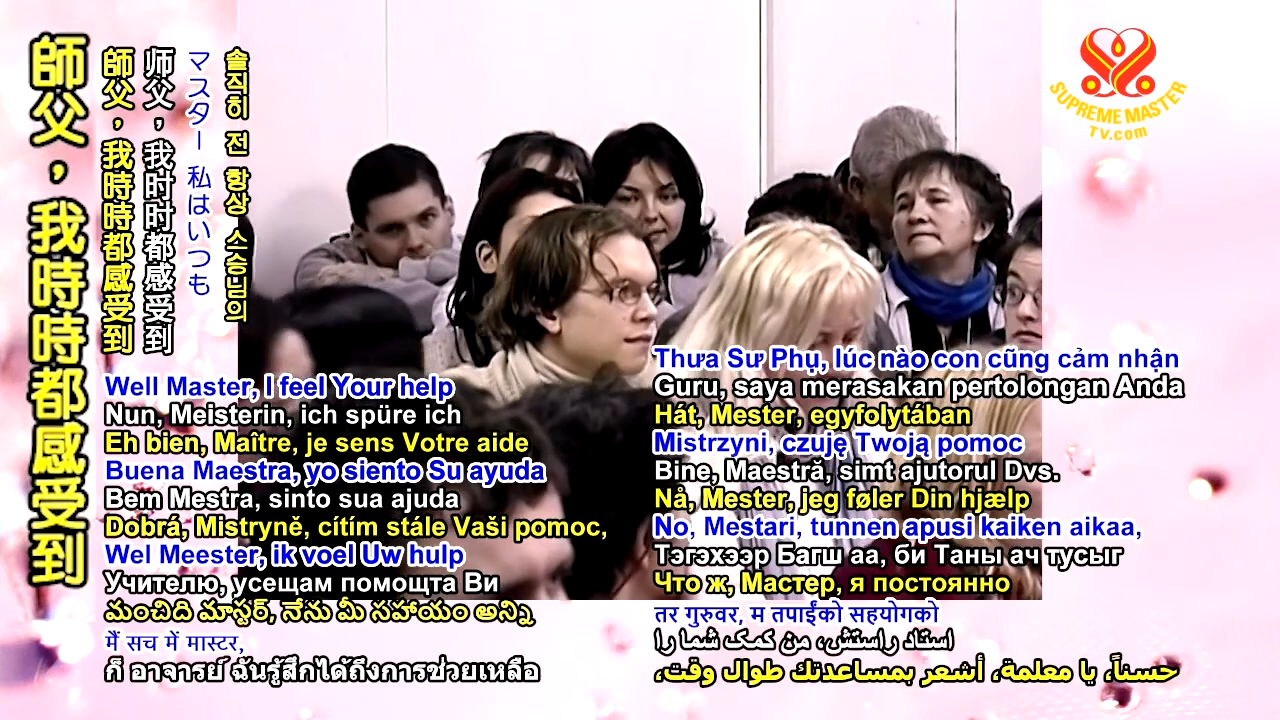 師父，我時時都感受到
師父，我時時都感受到
师父，我时时都感受到
マスター 私はいつも
솔직히 전 항상 스승님의
SUPREME MASTER
TV.com
Well Master, I feel Your help
Nun, Meisterin, ich spüre ich
Eh bien, Maître, je sens Votre aide
Buena Maestra, yo siento Su ayuda
Bem Mestra, sinto sua ajuda
Dobrá, Mistryně, cítím stále Vaši pomoc,
Wel Meester, ik voel Uw hulp
Учителю, усещам помощта Ви
మంచిది మాస్టర్, నేను మీ సహాయం అన్ని
मैं सच में मास्टर,
ก็ อาจารย์ ฉันรู้สึกได้ถึงการช่วยเหลือ
Thưa Sư Phụ, lúc nào con cũng cảm nhận
Guru, saya merasakan pertolongan Anda
Hát, Mester, egyfolytában
Mistrzyni, czuję Twoją pomoc
Bine, Maestră, simt ajutorul Dvs.
Nå, Mester, jeg føler Din hjælp
No, Mestari, tunnen apusi kaiken aikaa,
Тэгэхээр Багш аа, би Таны ач тусыг
Что ж, Мастер, я постоянно
तर गुरुवर, म तपाईंको सहयोगको
استاد راستش، من کمک شما را
حسناً، يا معلمة، أشعر بمساعدتك طوال وقت،